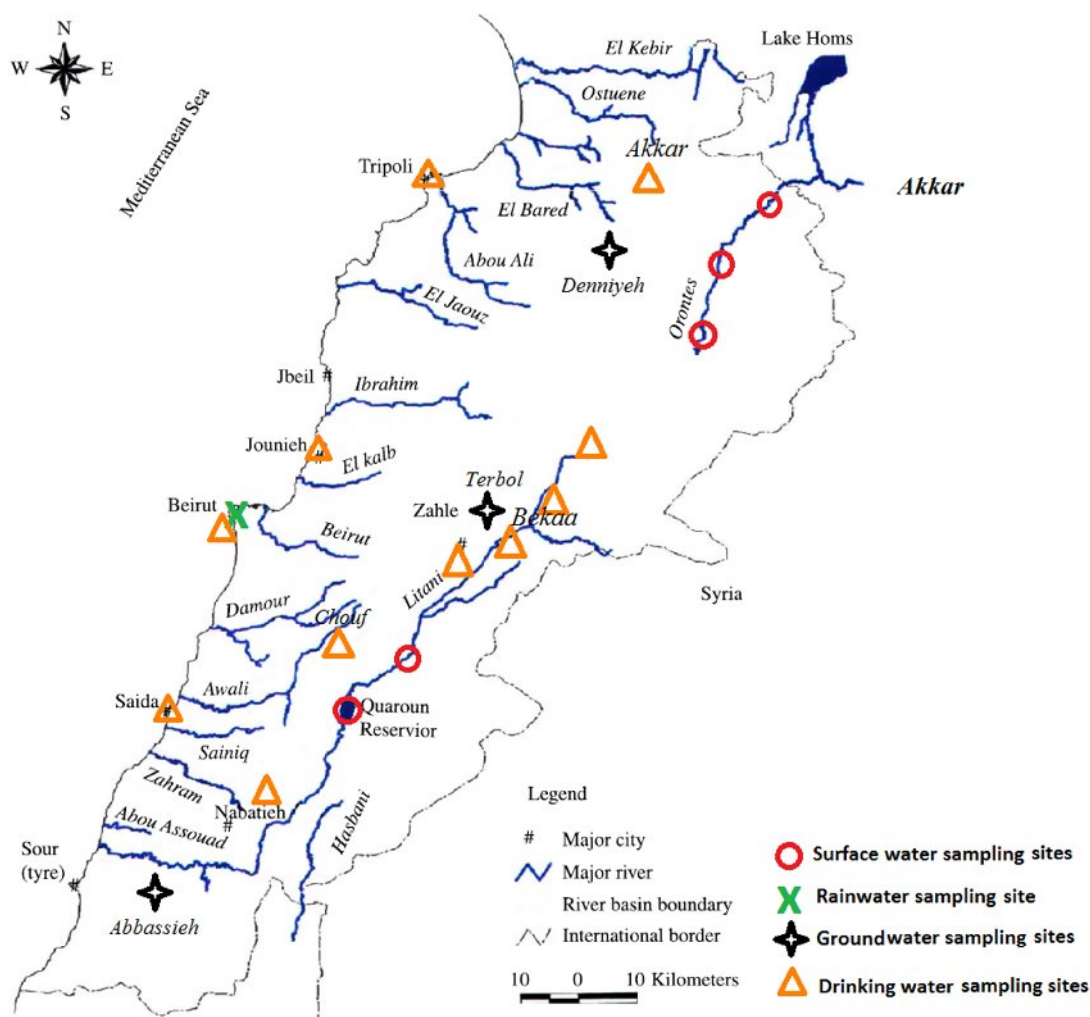 N
W E
S
Mediterranean Sea
El Kebir
Lake Homs
Ostuene
Akkar
Tripoli
Akkar
El Bared
Abou Ali
Denniyeh
El Jaouz
Orontes
Jbeil
Ibrahim
Jounieh
El kalb
Terbol
Zahle
Beirut
X
Bekaa
Beirut
Litani
Syria
Damour
Chouf
Awali
Saida
Quaroun
Reservior
Sainiq
Zahram
Nabatieh
Hasbani
Abou Assouad
Sour
(tyre)
Abbassieh
Legend
# Major city
Major river
River basin boundary
International border
10 0 10 Kilometers
Surface water sampling sites
X Rainwater sampling site
Ground water sampling sites
Drinking water sampling sites